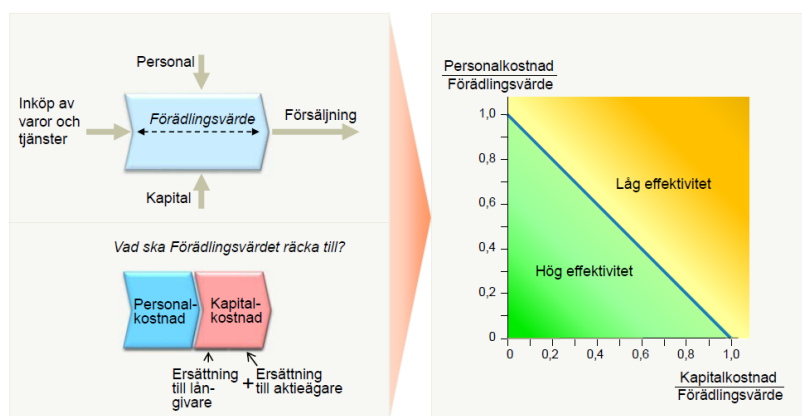 Personal
Inköp av
varor och
tjänster
Förädlingsvärde
Försäljning
Kapital
Vad ska Förädlingsvärdet räcka till?
Personal-
kostnad
Kapital-
kostnad
Ersättning
till lån-
givare
+
Ersättning
till aktieägare
Personalkostnad
Förädlingsvärde
1,0
0,8
0,6
0,4
0,2
0
Låg effektivitet
Hög effektivitet
0 0,2 0,4 0,6 0,8 1,0
Kapitalkostnad
Förädlingsvärde